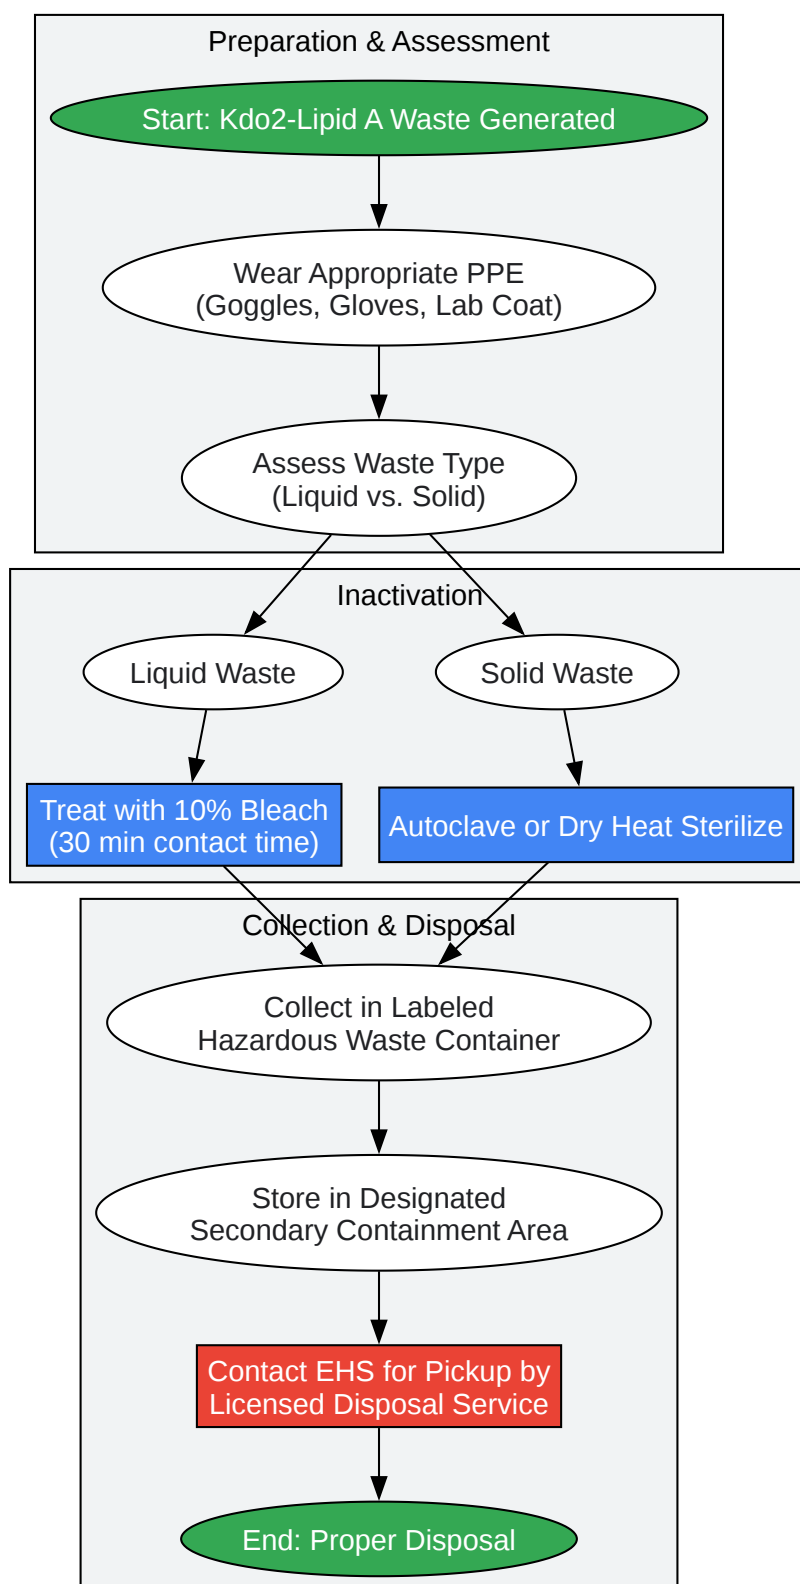 Preparation & Assessment
Start: Kdo2-Lipid A Waste Generated
Wear Appropriate PPE
(Goggles, Gloves, Lab Coat)
Assess Waste Type
(Liquid vs. Solid)
Inactivation
Liquid Waste
Solid Waste
Treat with 10% Bleach
(30 min contact time)
Autoclave or Dry Heat Sterilize
Collection & Disposal
Collect in Labeled
Hazardous Waste Container
Store in Designated
Secondary Containment Area
Contact EHS for Pickup by
Licensed Disposal Service
End: Proper Disposal